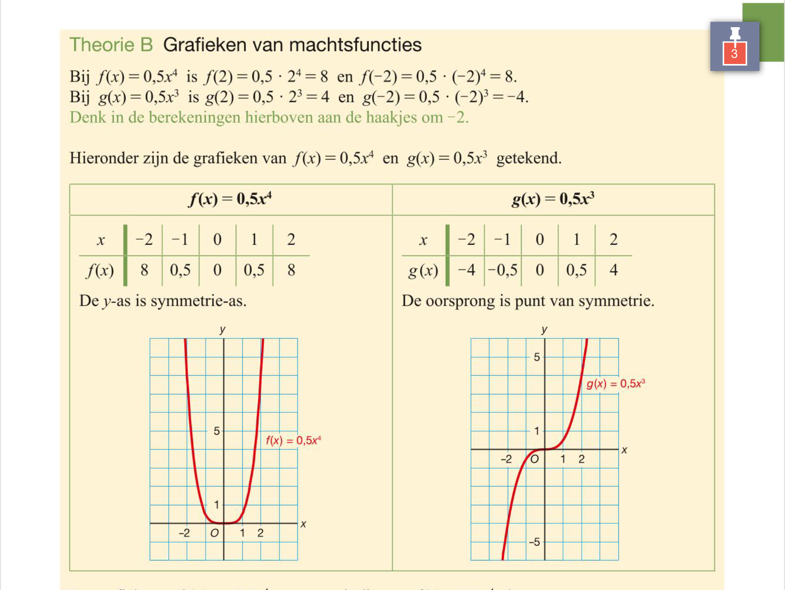 3
Theorie B Grafieken van machtsfuncties
Bij f(x) = 0,5x⁴ is f(2) = 0,5 · 2⁴ = 8 en f(−2) = 0,5 · (−2)⁴ = 8.
Bij g(x) = 0,5x³ is g(2) = 0,5 · 2³ = 4 en g(−2) = 0,5 · (−2)³ = −4.
Denk in de berekeningen hierboven aan de haakjes om −2.
Hieronder zijn de grafieken van f(x) = 0,5x⁴ en g(x) = 0,5x³ getekend.
f(x) = 0,5x⁴
x −2 −1 0 1 2
f(x) 8 0,5 0 0,5 8
De y-as is symmetrie-as.
y
5
f(x) = 0,5x⁴
1
x
-2 O 1 2
g(x) = 0,5x³
x −2 −1 0 1 2
g(x) −4 −0,5 0 0,5 4
De oorsprong is punt van symmetrie.
y
5
g(x) = 0,5x³
1
x
-2 O 1 2
-5